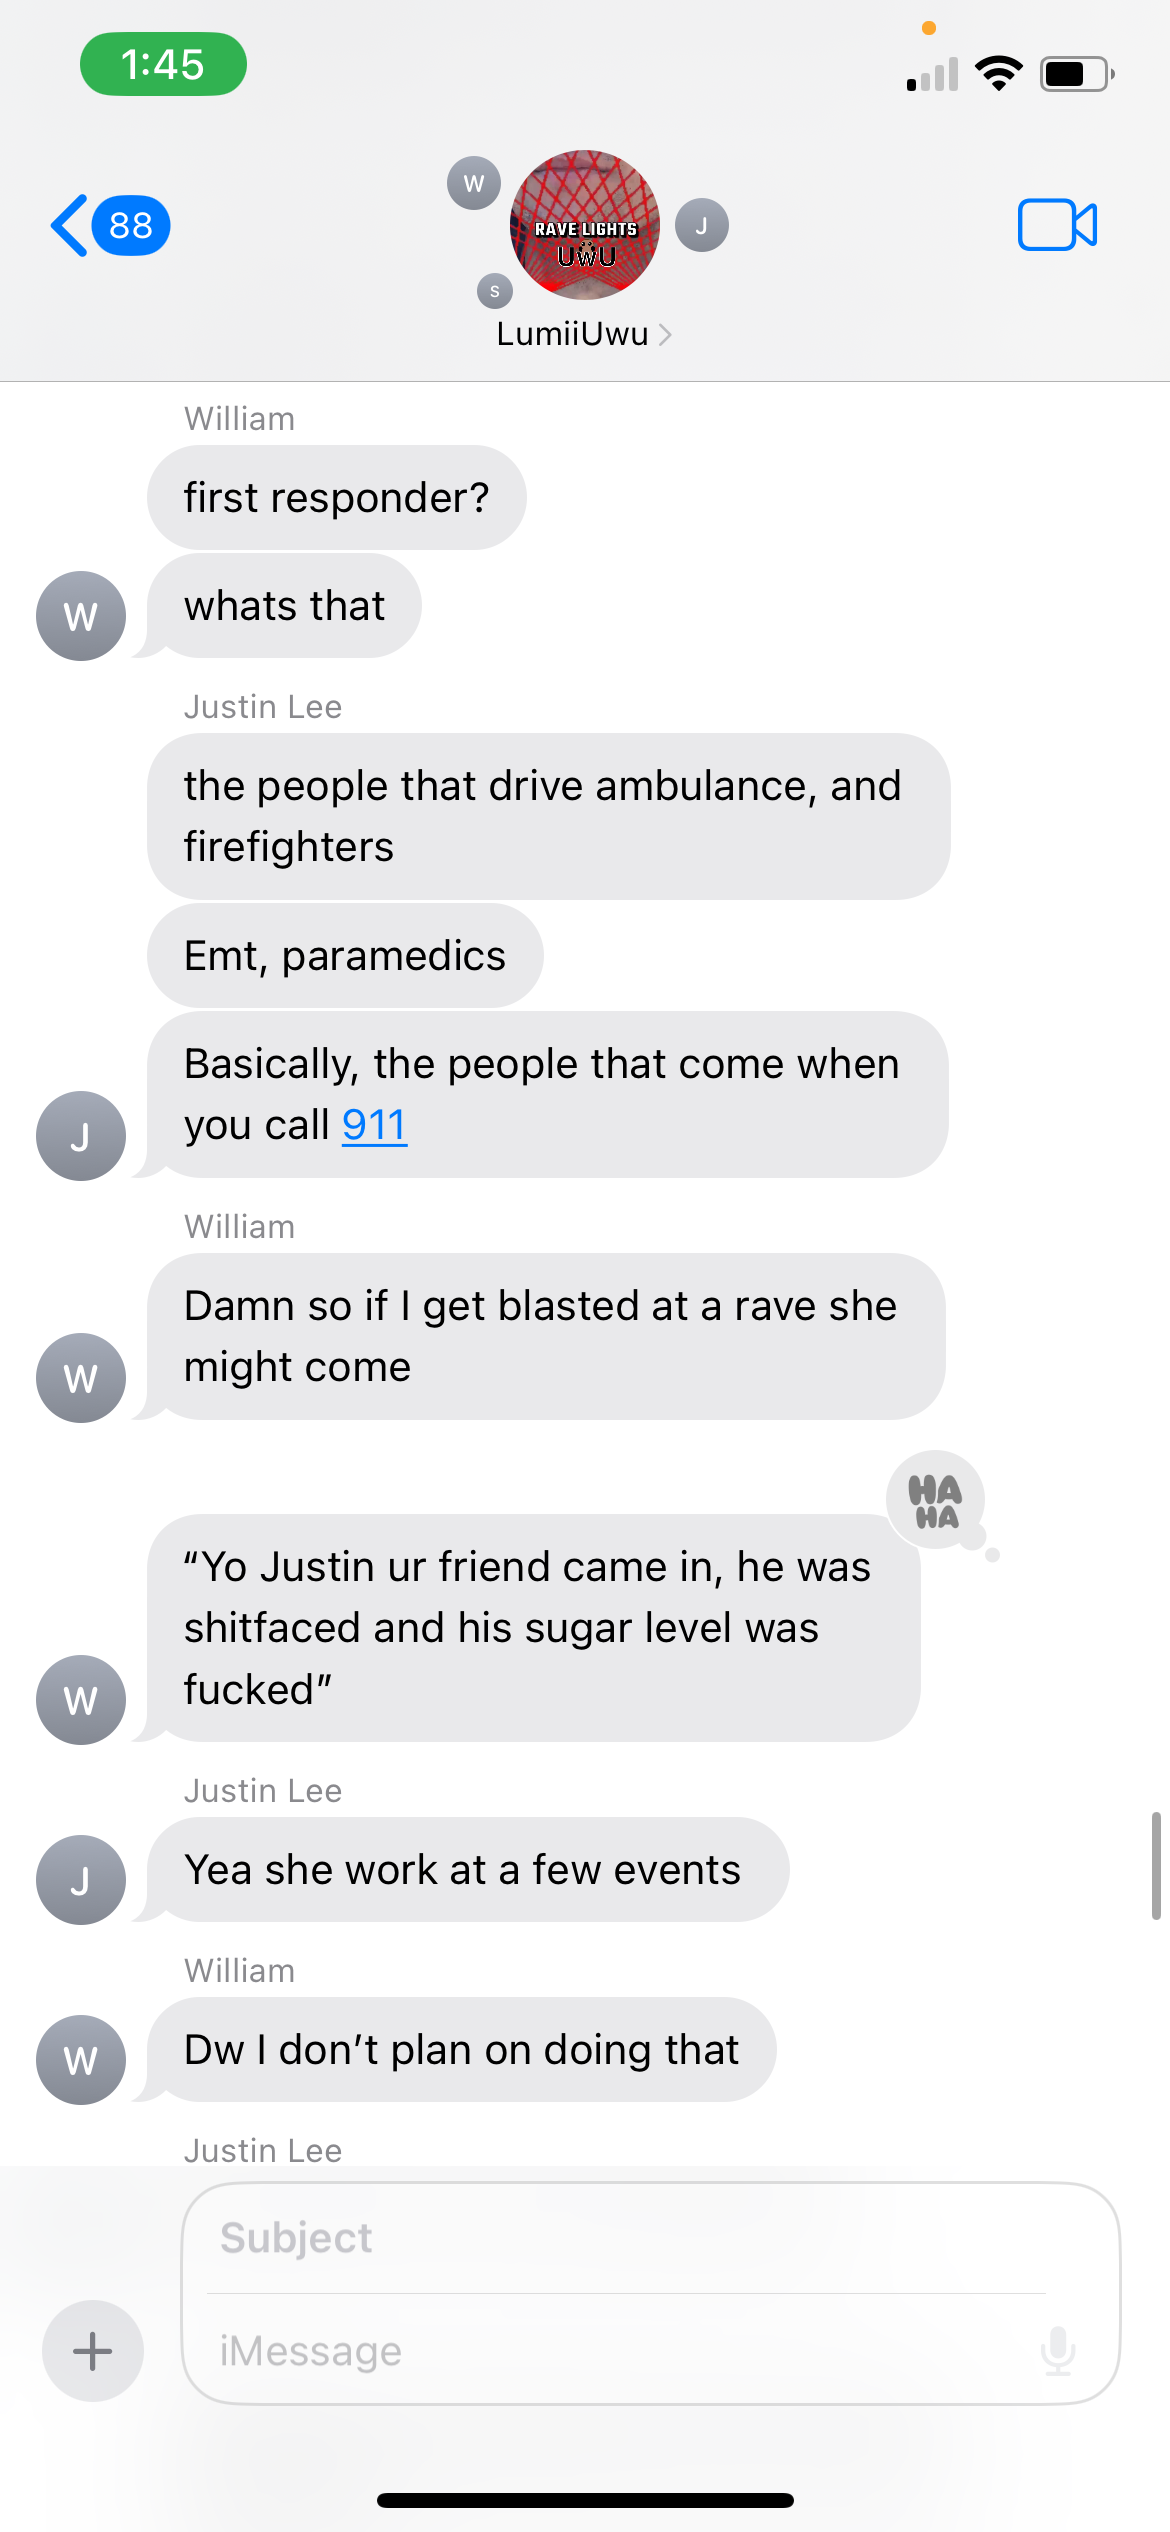 1:45
88
W
RAVE LIGHTS
UWU
J
S
LumiiUwu
William
first responder?
whats that
W
Justin Lee
the people that drive ambulance, and
firefighters
Emt, paramedics
Basically, the people that come when
you call 911
J
William
Damn so if I get blasted at a rave she
might come
W
HA
HA
“Yo Justin ur friend came in, he was
shitfaced and his sugar level was
fucked”
W
Justin Lee
Yea she work at a few events
J
William
Dw I don’t plan on doing that
W
Justin Lee
Subject
iMessage